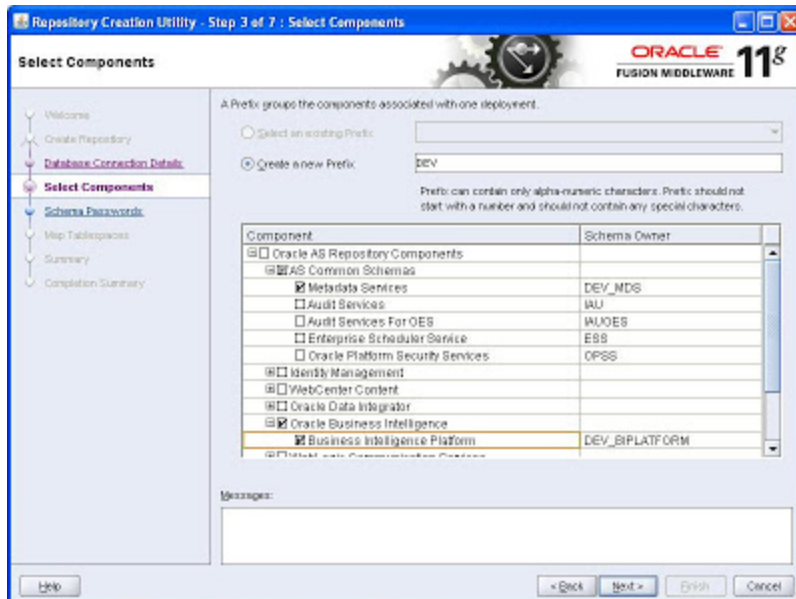 Repository Creation Utility - Step 3 of 7 : Select Components
Select Components
ORACLE
FUSION MIDDLEWARE
11g
Welcome
Create Repository
Database Connection Details
Select Components
Schema Passwords
Map Tablespaces
Summary
Completion Summary
A Prefix groups the components associated with one deployment.
Select an existing Prefix
Create a new Prefix
DEV
Prefix can contain only alpha-numeric characters. Prefix should not
start with a number and should not contain any special characters.
Component Schema Owner
Oracle AS Repository Components
AS Common Schemas
Metadata Services DEV_MDS
Audit Services IAU
Audit Services For OES IAUOES
Enterprise Scheduler Service ESS
Oracle Platform Security Services OPSS
Identity Management
WebCenter Content
Oracle Data Integrator
Oracle Business Intelligence
Business Intelligence Platform DEV_BIPLATFORM
Messages:
Help
< Back
Next >
Finish
Cancel